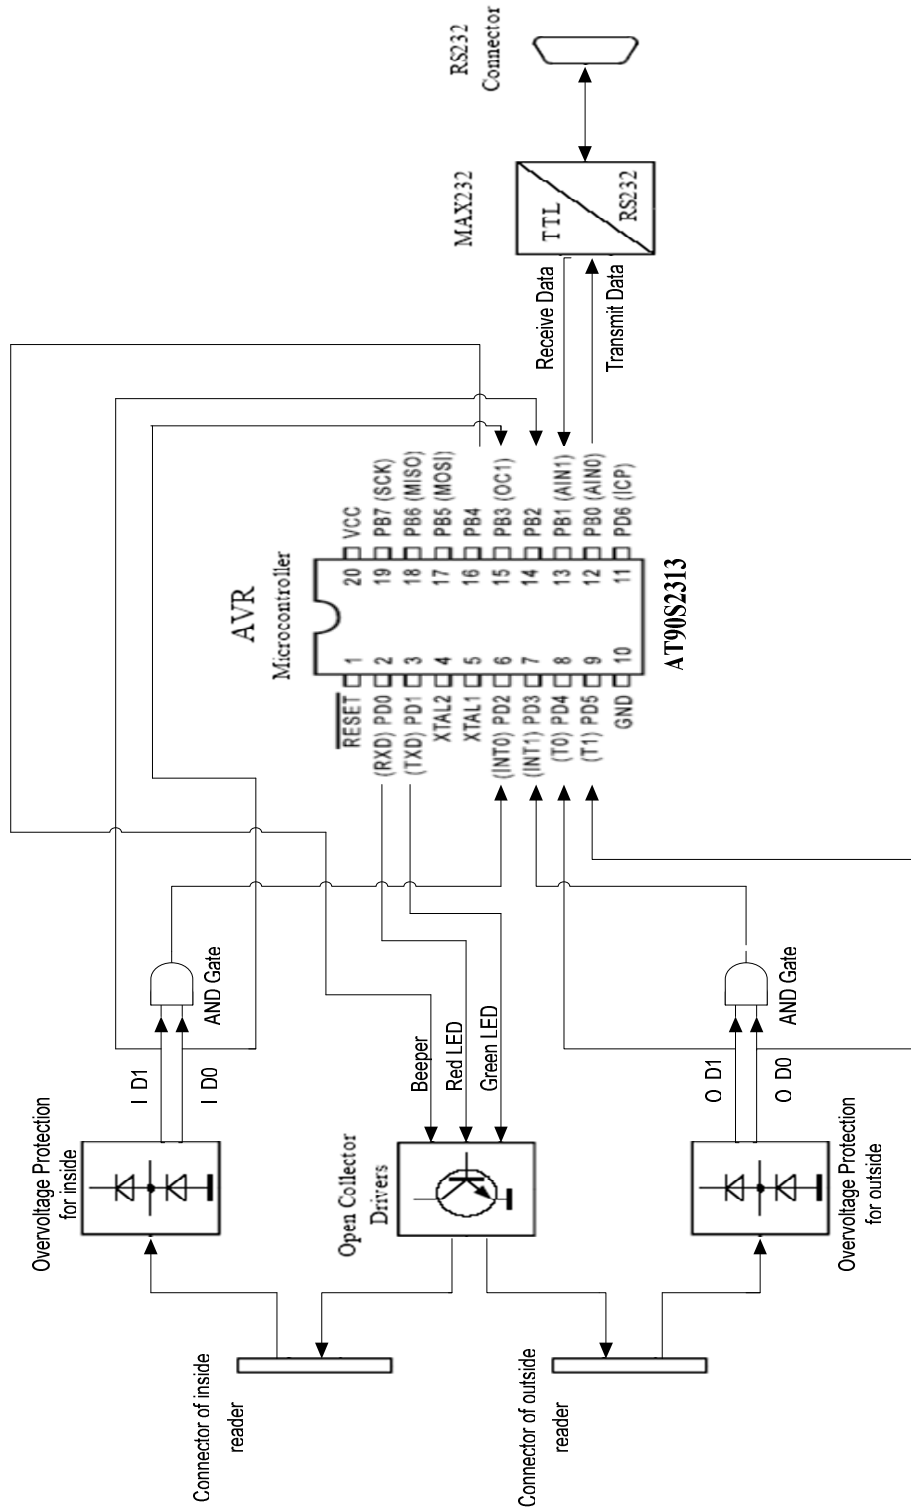 Connector of inside
reader
Connector of outside
reader
Overvoltage Protection
for inside
Open Collector
Drivers
Overvoltage Protection
for outside
I D1
I D0
AND Gate
Beeper
Red LED
Green LED
O D1
O D0
AND Gate
AVR
Microcontroller
RESET 1
(RXD) PD0 2
(TXD) PD1 3
XTAL2 4
XTAL1 5
(INT0) PD2 6
(INT1) PD3 7
(T0) PD4 8
(T1) PD5 9
GND 10
20 VCC
19 PB7 (SCK)
18 PB6 (MISO)
17 PB5 (MOSI)
16 PB4
15 PB3 (OC1)
14 PB2
13 PB1 (AIN1)
12 PB0 (AIN0)
11 PD6 (ICP)
AT90S2313
Receive Data
Transmit Data
MAX232
TTL
RS232
RS232
Connector